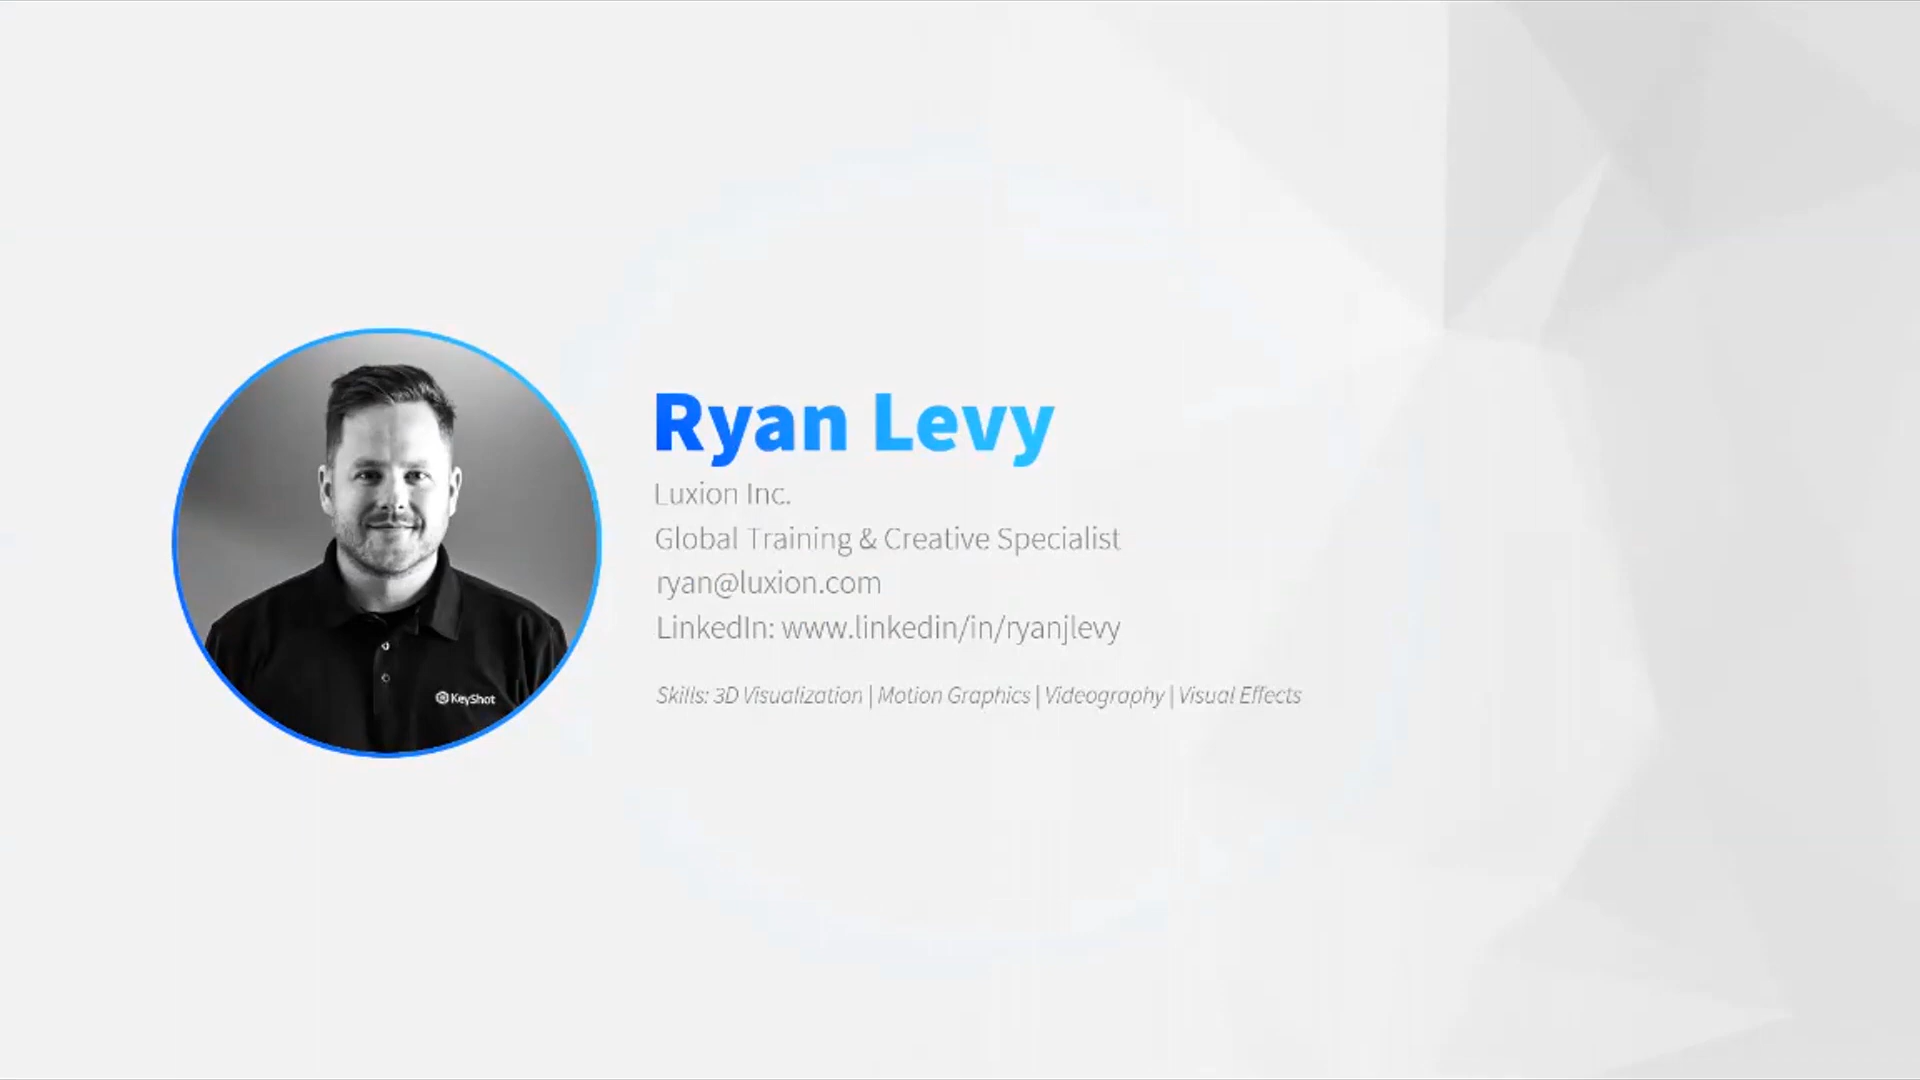 Ryan Levy
Luxion Inc.
Global Training & Creative Specialist
ryan@luxion.com
LinkedIn: www.linkedin/in/ryanjlevy
Skills: 3D Visualization | Motion Graphics | Videography | Visual Effects
KeyShot